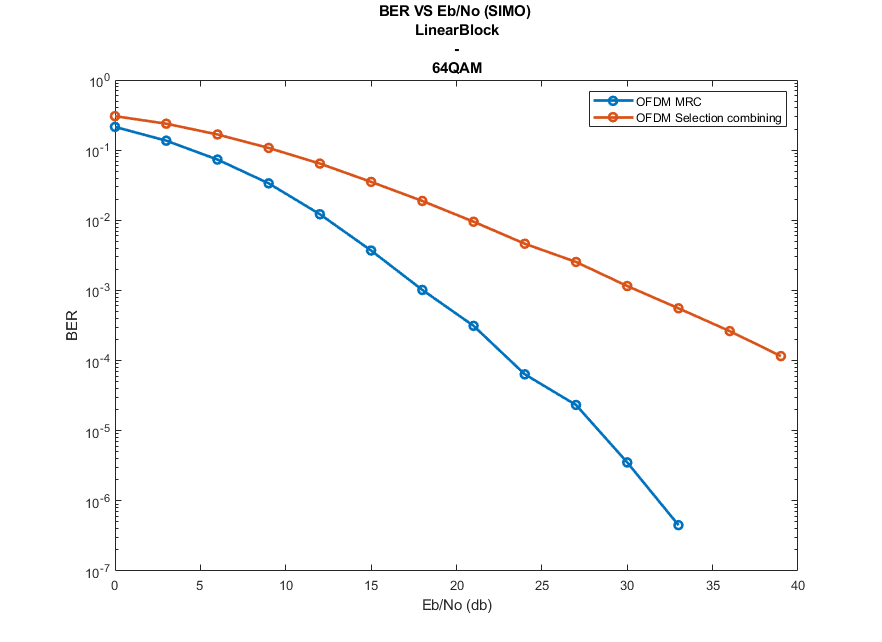 BER VS Eb/No (SIMO)
LinearBlock
-
64QAM
OFDM MRC
OFDM Selection combining
BER
10^0
10^-1
10^-2
10^-3
10^-4
10^-5
10^-6
10^-7
0 5 10 15 20 25 30 35 40
Eb/No (db)